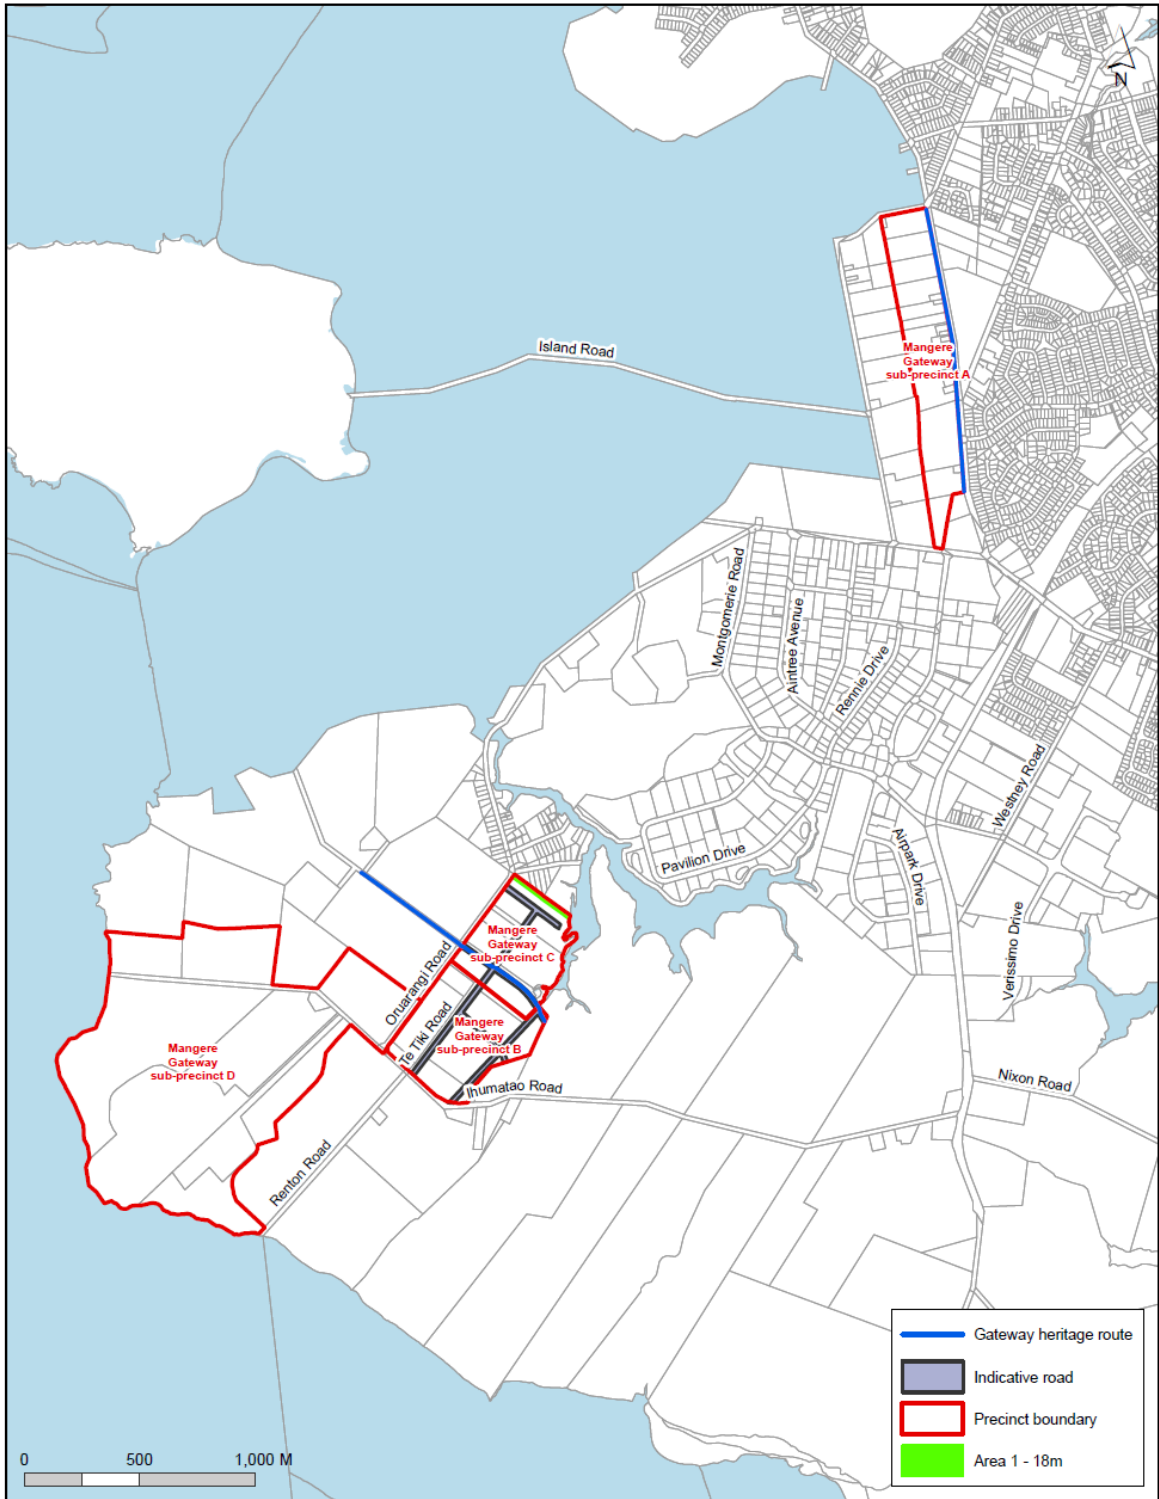 N
Island Road
Mangere
Gateway
sub-precinct A
Montgomerie Road
Aintree Avenue
Rennie Drive
Westney Road
Pavilion Drive
Airpark Drive
Verissimo Drive
Mangere
Gateway
sub-precinct C
Oruarangi Road
Te Tiki Road
Mangere
Gateway
sub-precinct B
Mangere
Gateway
sub-precinct D
Ihumatao Road
Nixon Road
Renton Road
Gateway heritage route
Indicative road
Precinct boundary
Area 1 - 18m
0 500 1,000 M